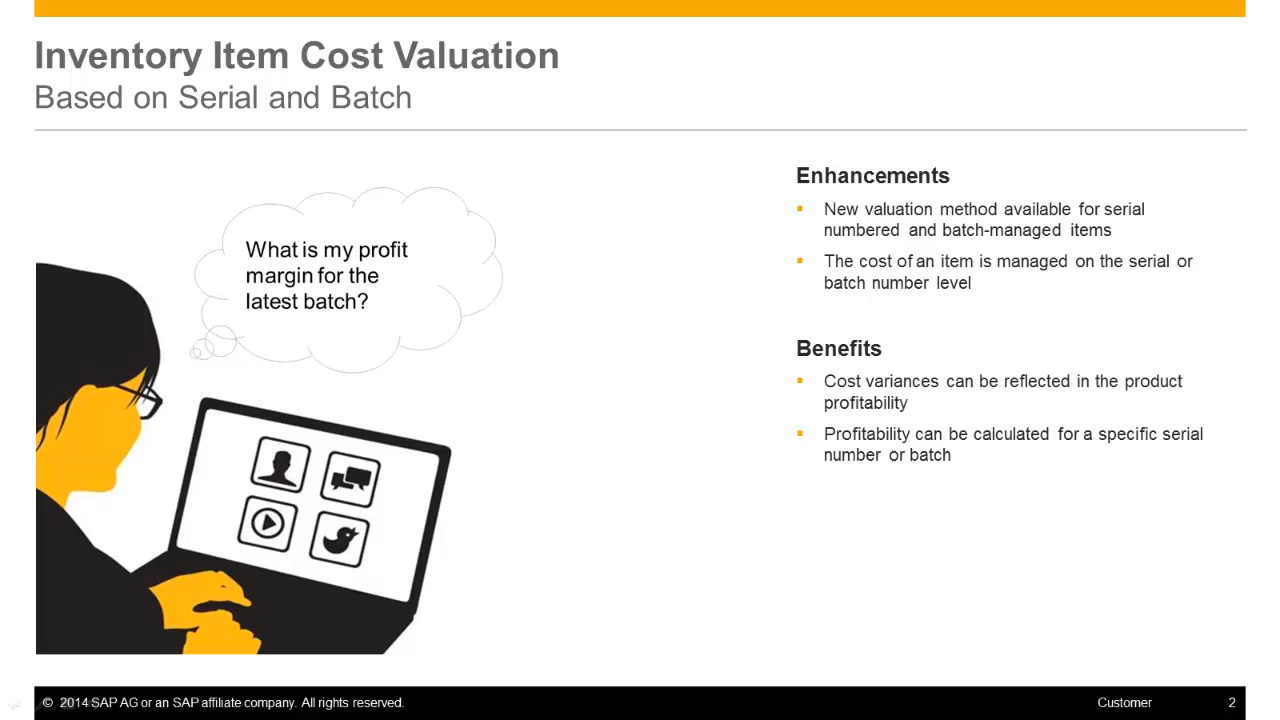 Inventory Item Cost Valuation
Based on Serial and Batch
What is my profit
margin for the
latest batch?
Enhancements
▪ New valuation method available for serial
numbered and batch-managed items
▪ The cost of an item is managed on the serial or
batch number level
Benefits
▪ Cost variances can be reflected in the product
profitability
▪ Profitability can be calculated for a specific serial
number or batch
© 2014 SAP AG or an SAP affiliate company. All rights reserved.
Customer
2